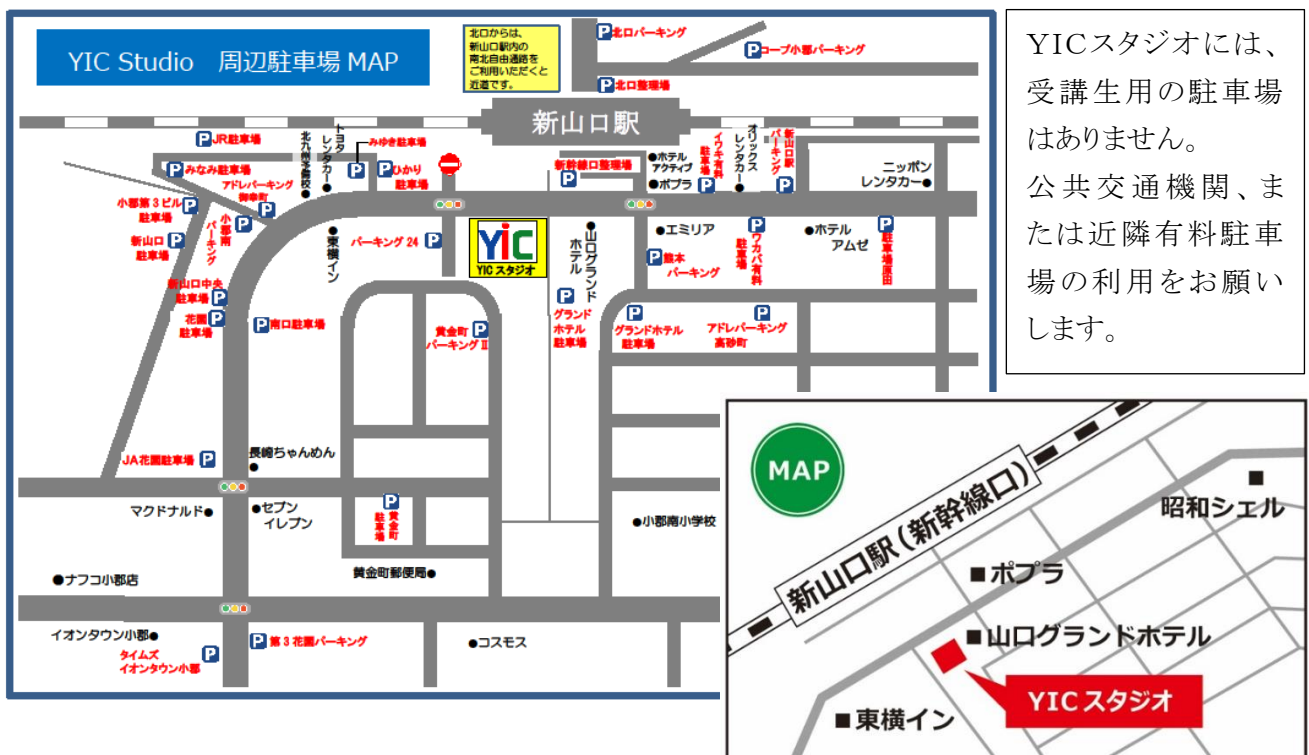 YIC Studio 周辺駐車場 MAP
北口からは、
新山口駅内の
南北自由通路を
ご利用いただくと
近道です。
北口パーキング
コープ小郡パーキング
北口整理場
新山口駅
JR駐車場
みなみ駐車場
アドレパーキング
御幸町
北九州予備校
トヨタ
レンタカー
みゆき駐車場
ひかり
駐車場
新幹線口整理場
ホテル
アクティブ
ポプラ
イワキ有料
駐車場
オリックス
レンタカー
新山口駅
パーキング
ニッポン
レンタカー
小郡第3ビル
駐車場
小郡南
パーキング
新山口
駐車場
東横イン
パーキング24
YIC
YICスタジオ
山口グランド
ホテル
エミリア
熊本
パーキング
ワカバ有料
駐車場
ホテル
アムゼ
駐車場原田
新山口中央
駐車場
花園
駐車場
南口駐車場
黄金町
パーキングⅡ
グランド
ホテル
駐車場
グランドホテル
駐車場
アドレパーキング
高砂町
JA花園駐車場
長崎ちゃんめん
マクドナルド
セブン
イレブン
黄金町
駐車場
小郡南小学校
黄金町郵便局
ナフコ小郡店
イオンタウン小郡
タイムズ
イオンタウン小郡
第3花園パーキング
コスモス
YICスタジオには、
受講生用の駐車場
はありません。
公共交通機関、ま
たは近隣有料駐車
場の利用をお願い
します。
MAP
新山口駅(新幹線口)
昭和シェル
ポプラ
山口グランドホテル
YICスタジオ
東横イン